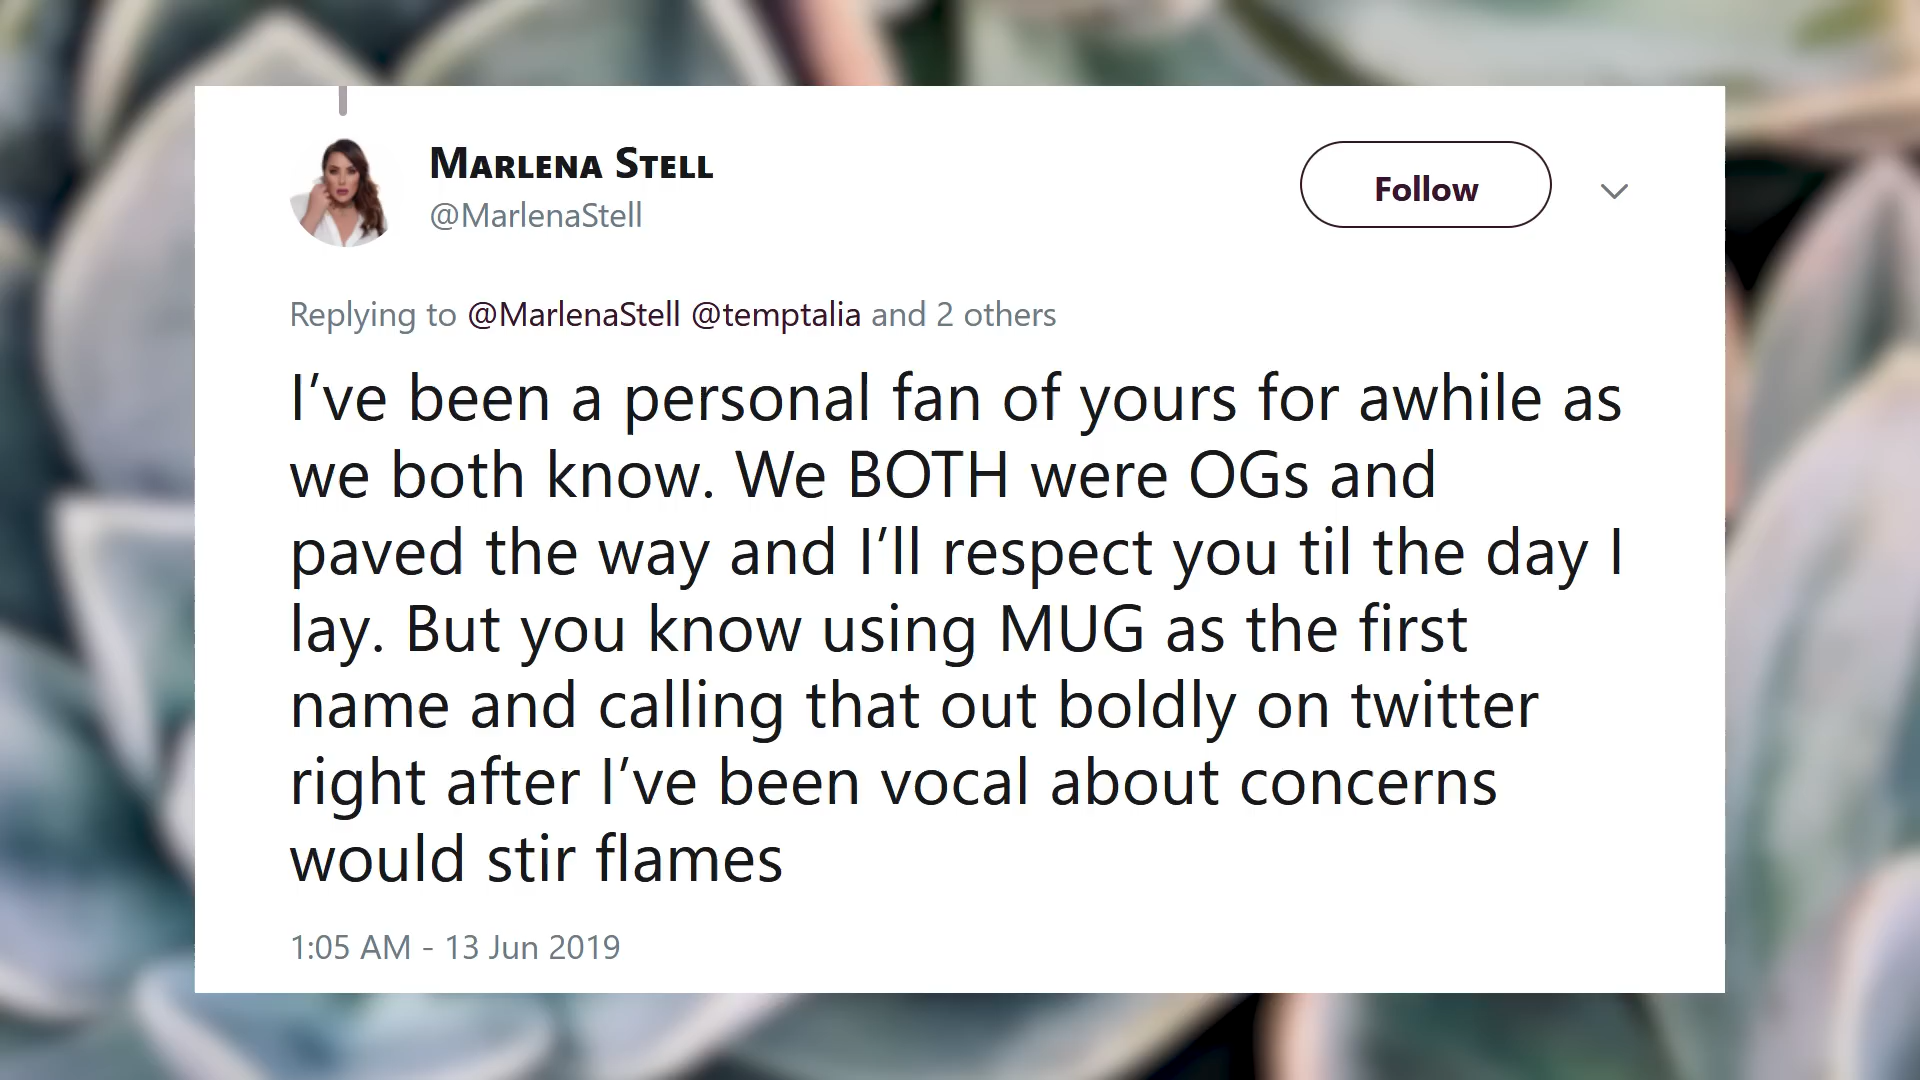 Marlena Stell
@MarlenaStell
Follow
Replying to @MarlenaStell @temptalia and 2 others
I’ve been a personal fan of yours for awhile as
we both know. We BOTH were OGs and
paved the way and I’ll respect you til the day I
lay. But you know using MUG as the first
name and calling that out boldly on twitter
right after I’ve been vocal about concerns
would stir flames
1:05 AM - 13 Jun 2019